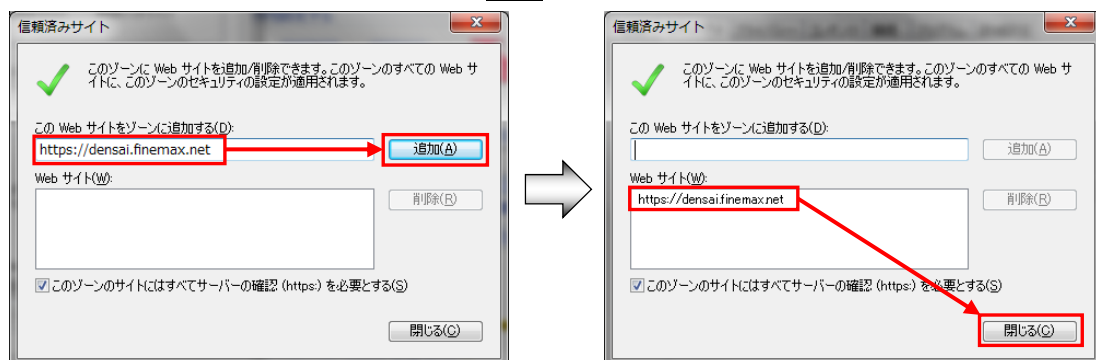 信頼済みサイト
このゾーンに Web サイトを追加/削除できます。このゾーンのすべての Web サ
イトに、このゾーンのセキュリティの設定が適用されます。
この Web サイトをゾーンに追加する(D):
https://densai.finemax.net
追加(A)
Web サイト(W):
削除(R)
このゾーンのサイトにはすべてサーバーの確認 (https:) を必要とする(S)
閉じる(C)
信頼済みサイト
このゾーンに Web サイトを追加/削除できます。このゾーンのすべての Web サ
イトに、このゾーンのセキュリティの設定が適用されます。
この Web サイトをゾーンに追加する(D):
追加(A)
Web サイト(W):
https://densai.finemax.net
削除(R)
このゾーンのサイトにはすべてサーバーの確認 (https:) を必要とする(S)
閉じる(C)